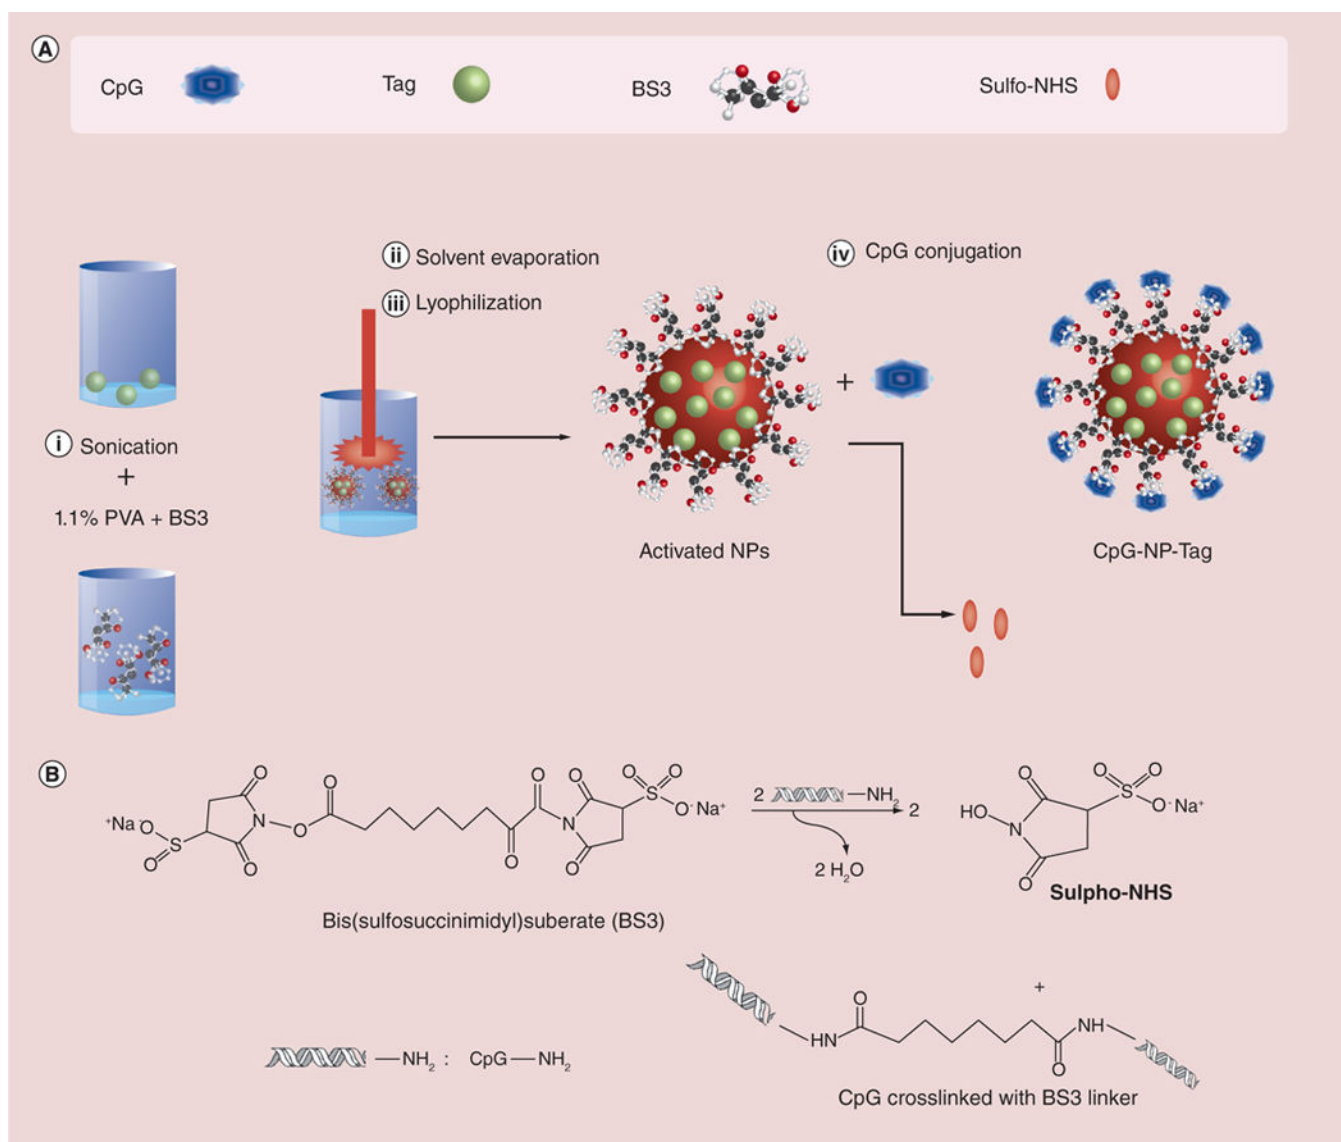 A
CpG
Tag
BS3
Sulfo-NHS
ii Solvent evaporation
iii Lyophilization
iv CpG conjugation
i Sonication
+
1.1% PVA + BS3
+
Activated NPs
CpG-NP-Tag
B
O
O
O
O
O
O
O
⁺Na⁻O
S
O
O
N
O
O
O
N
O
S
O⁻Na⁺
2 —NH₂
2
2 H₂O
O
O
O
HO
N
S
O⁻Na⁺
O
Sulpho-NHS
Bis(sulfosuccinimidyl)suberate (BS3)
+
O
HN
NH
O
—NH₂ : CpG—NH₂
CpG crosslinked with BS3 linker